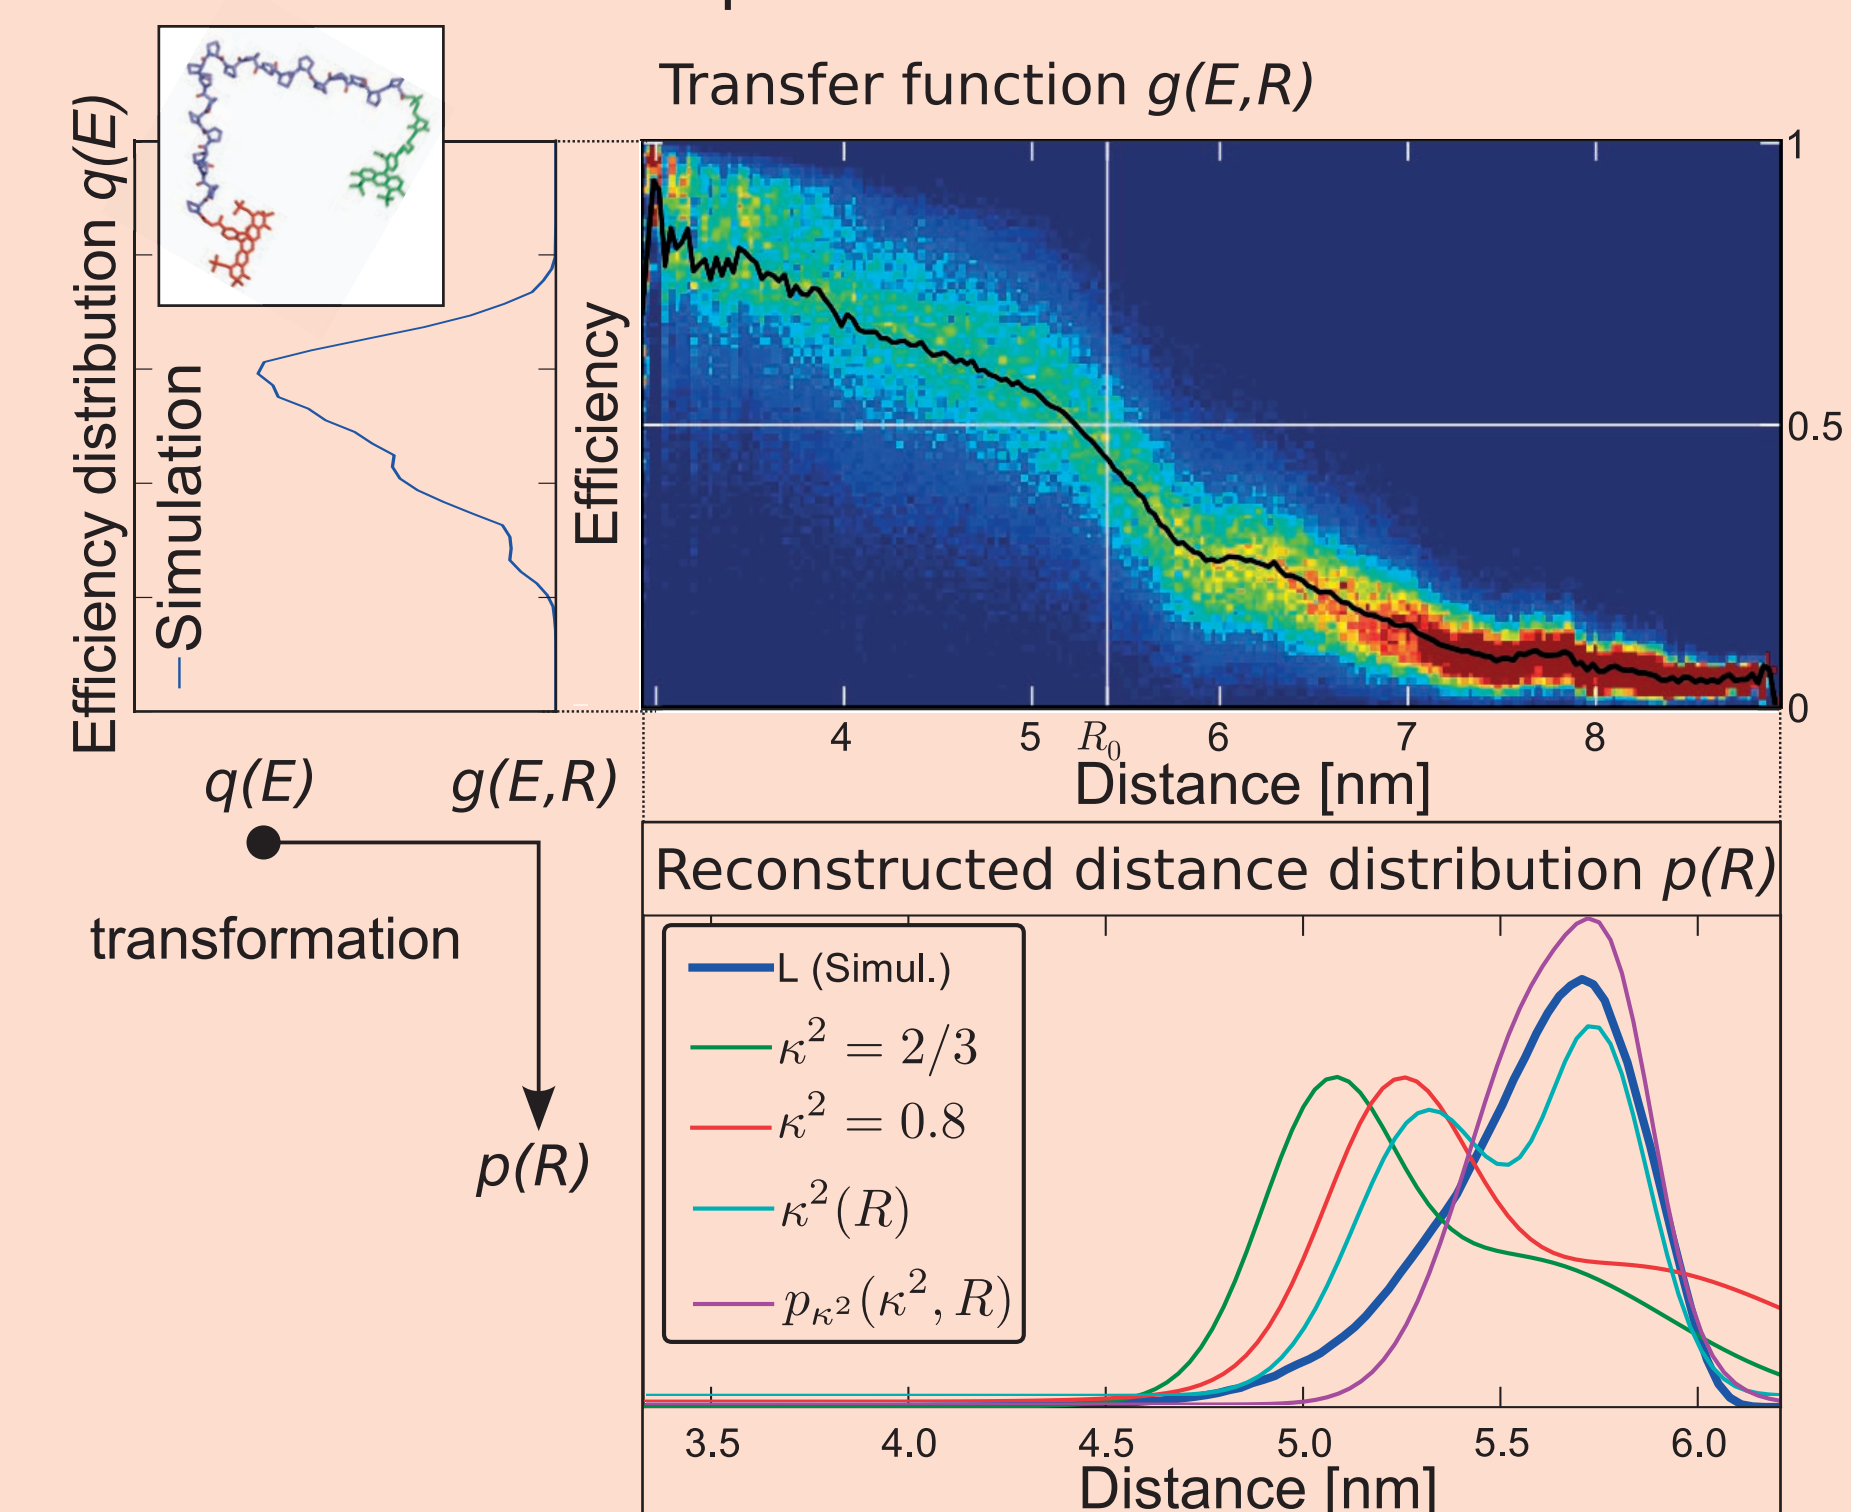 Transfer function g(E,R)
Efficiency distribution q(E)
Simulation
Efficiency
1
0.5
0
4 5 R₀ 6 7 8
Distance [nm]
q(E) g(E,R)
transformation
p(R)
Reconstructed distance distribution p(R)
L (Simul.)
κ² = 2/3
κ² = 0.8
κ²(R)
p_κ²(κ², R)
3.5 4.0 4.5 5.0 5.5 6.0
Distance [nm]